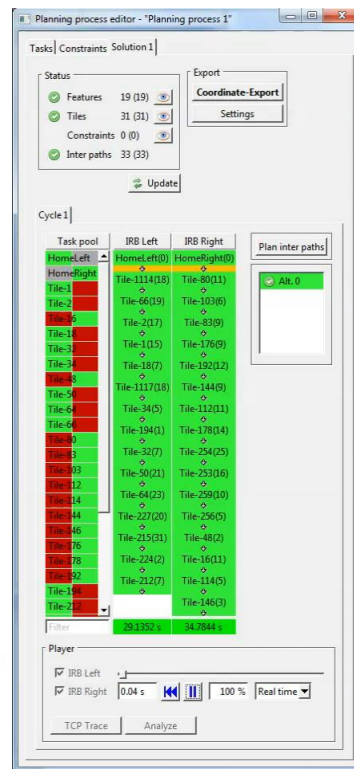 Planning process editor - "Planning process 1"
Tasks Constraints Solution 1
Status
Features 19 (19)
Tiles 31 (31)
Constraints 0 (0)
Inter paths 33 (33)
Update
Export
Coordinate-Export
Settings
Cycle 1
Task pool IRB Left IRB Right
Plan inter paths
Alt. 0
HomeLeft HomeLeft(0) HomeRight(0)
HomeRight
Tile-1 Tile-1114(18) Tile-80(11)
Tile-2 Tile-66(19) Tile-103(6)
Tile-16 Tile-2(17) Tile-83(9)
Tile-18 Tile-1(15) Tile-176(9)
Tile-32 Tile-18(7) Tile-192(12)
Tile-34 Tile-1117(18) Tile-144(9)
Tile-48 Tile-34(5) Tile-112(11)
Tile-50 Tile-194(1) Tile-178(14)
Tile-64 Tile-32(7) Tile-254(25)
Tile-66 Tile-50(21) Tile-253(16)
Tile-80 Tile-64(23) Tile-259(10)
Tile-83 Tile-227(20) Tile-256(5)
Tile-103 Tile-215(31) Tile-48(2)
Tile-112 Tile-224(2) Tile-16(11)
Tile-114 Tile-212(7) Tile-114(5)
Tile-144 Tile-146(3)
Tile-146
Tile-176
Tile-178
Tile-192
Tile-194
Tile-212
Filter 29.1352 s 34.7844 s
Player
IRB Left
IRB Right 0.04 s 100 % Real time
TCP Trace Analyze